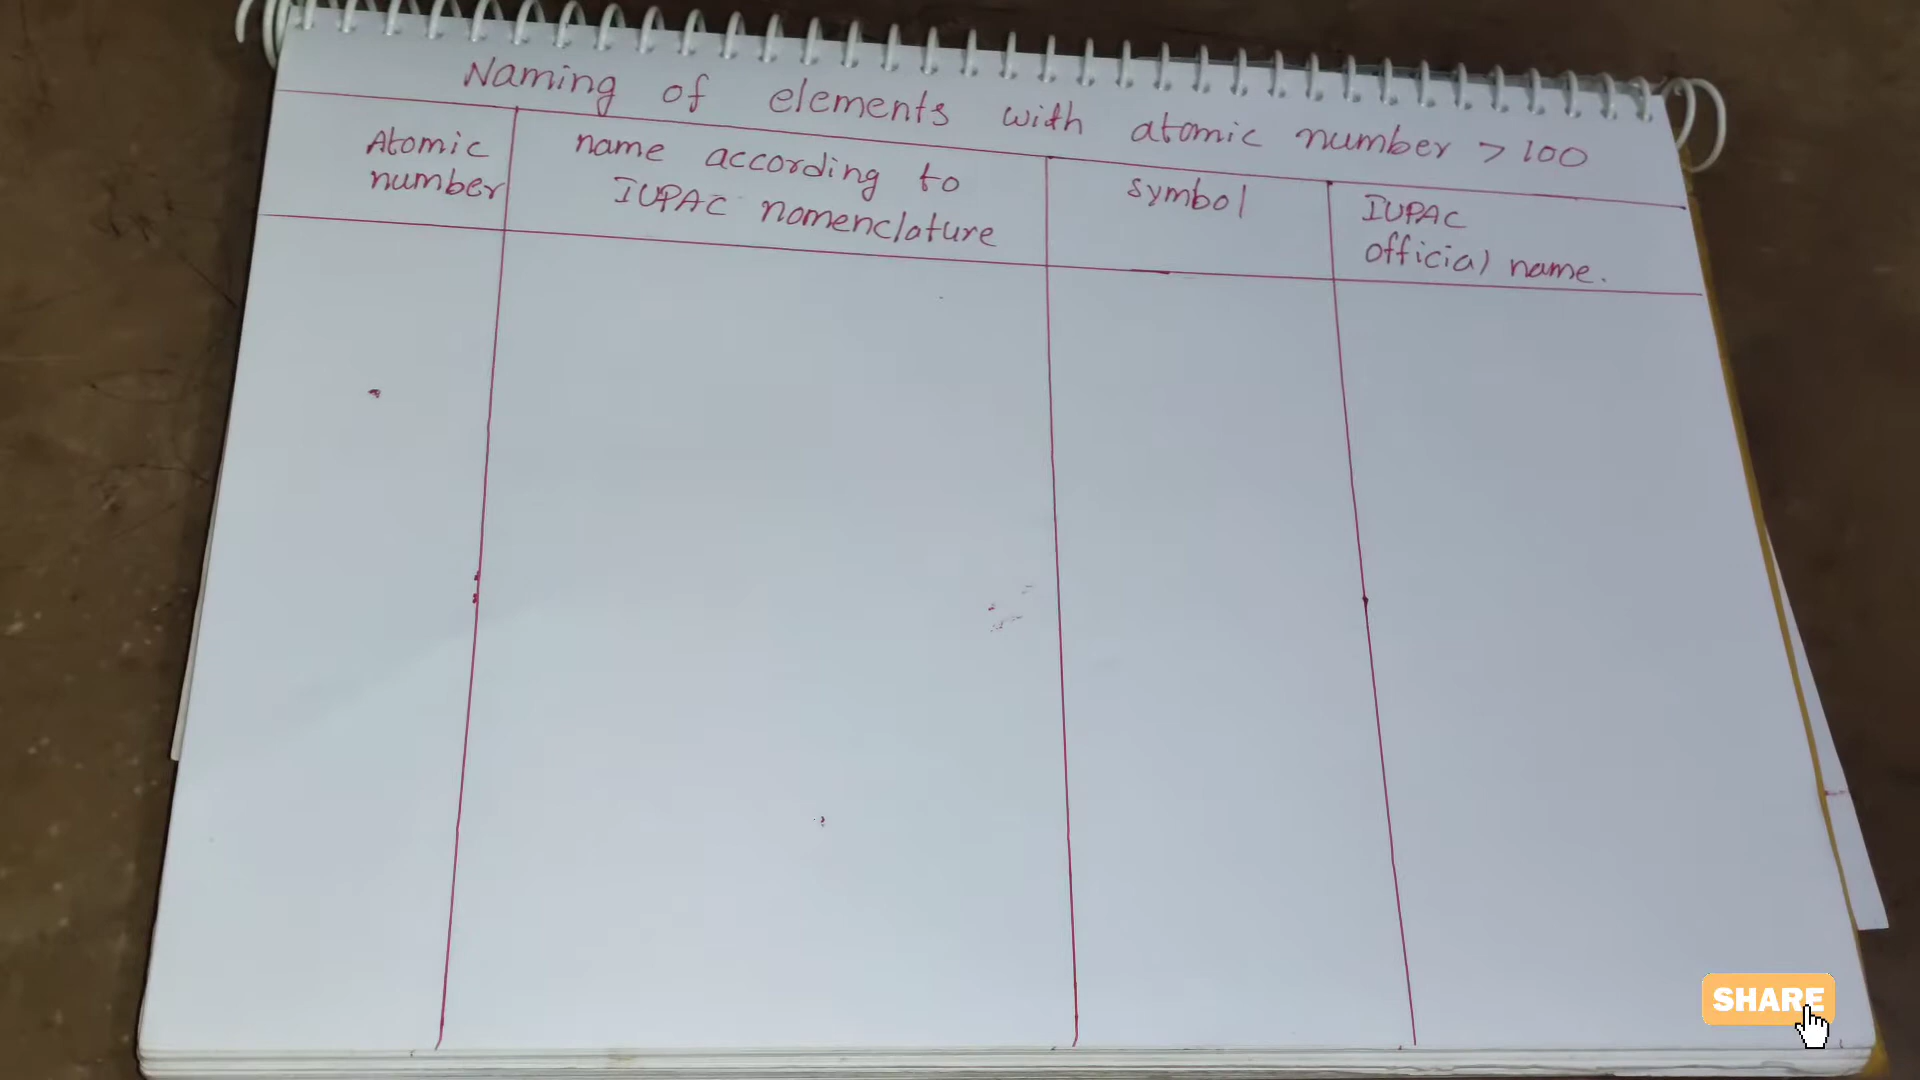 Naming of elements with atomic number > 100
Atomic
number
name according to
IUPAC nomenclature
symbol
IUPAC
official name.
SHARE